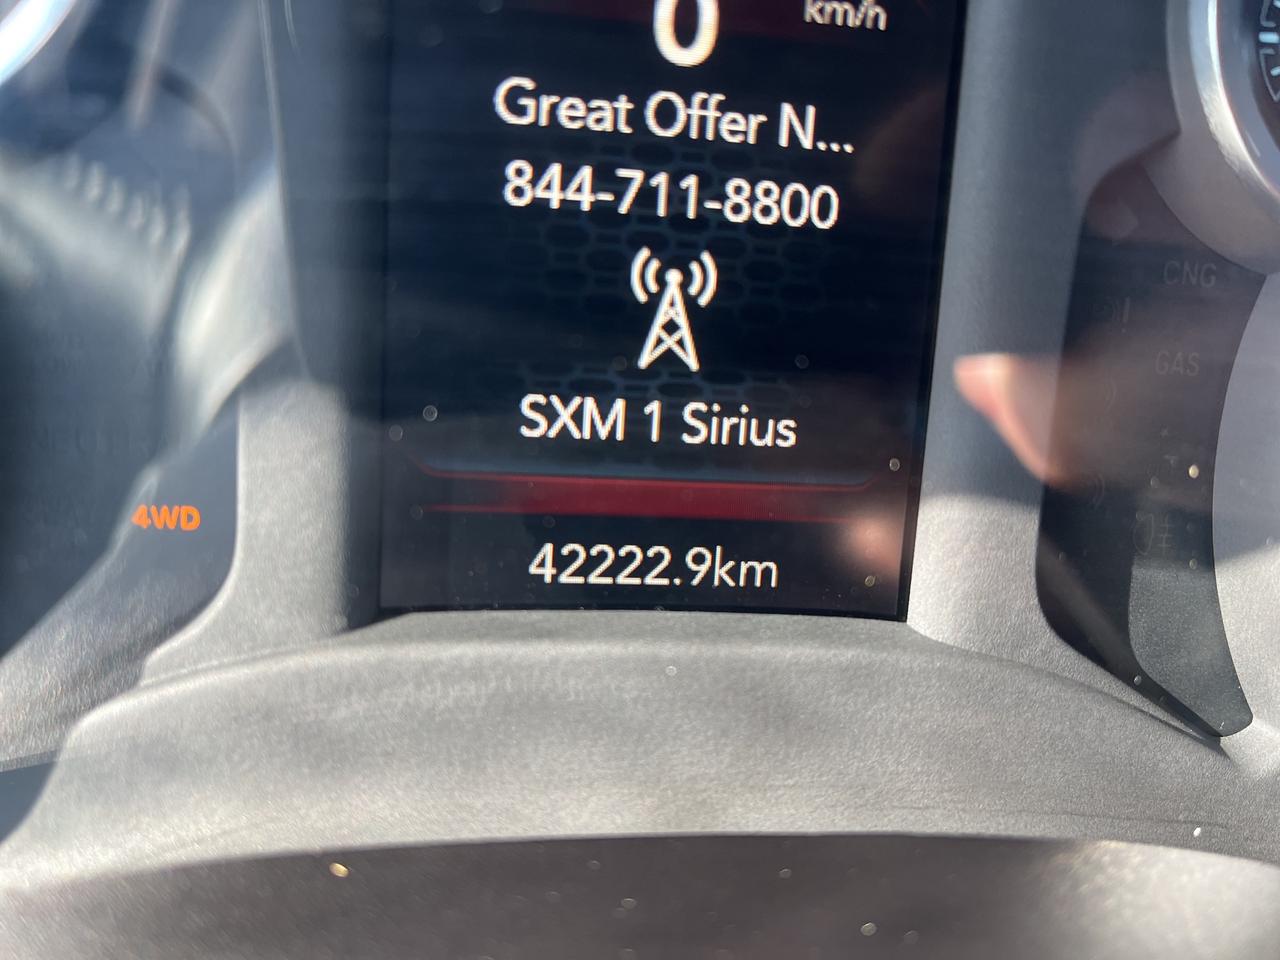 0 km/h
Great Offer N...
844-711-8800
SXM 1 Sirius
42222.9km
4WD
CNG
GAS